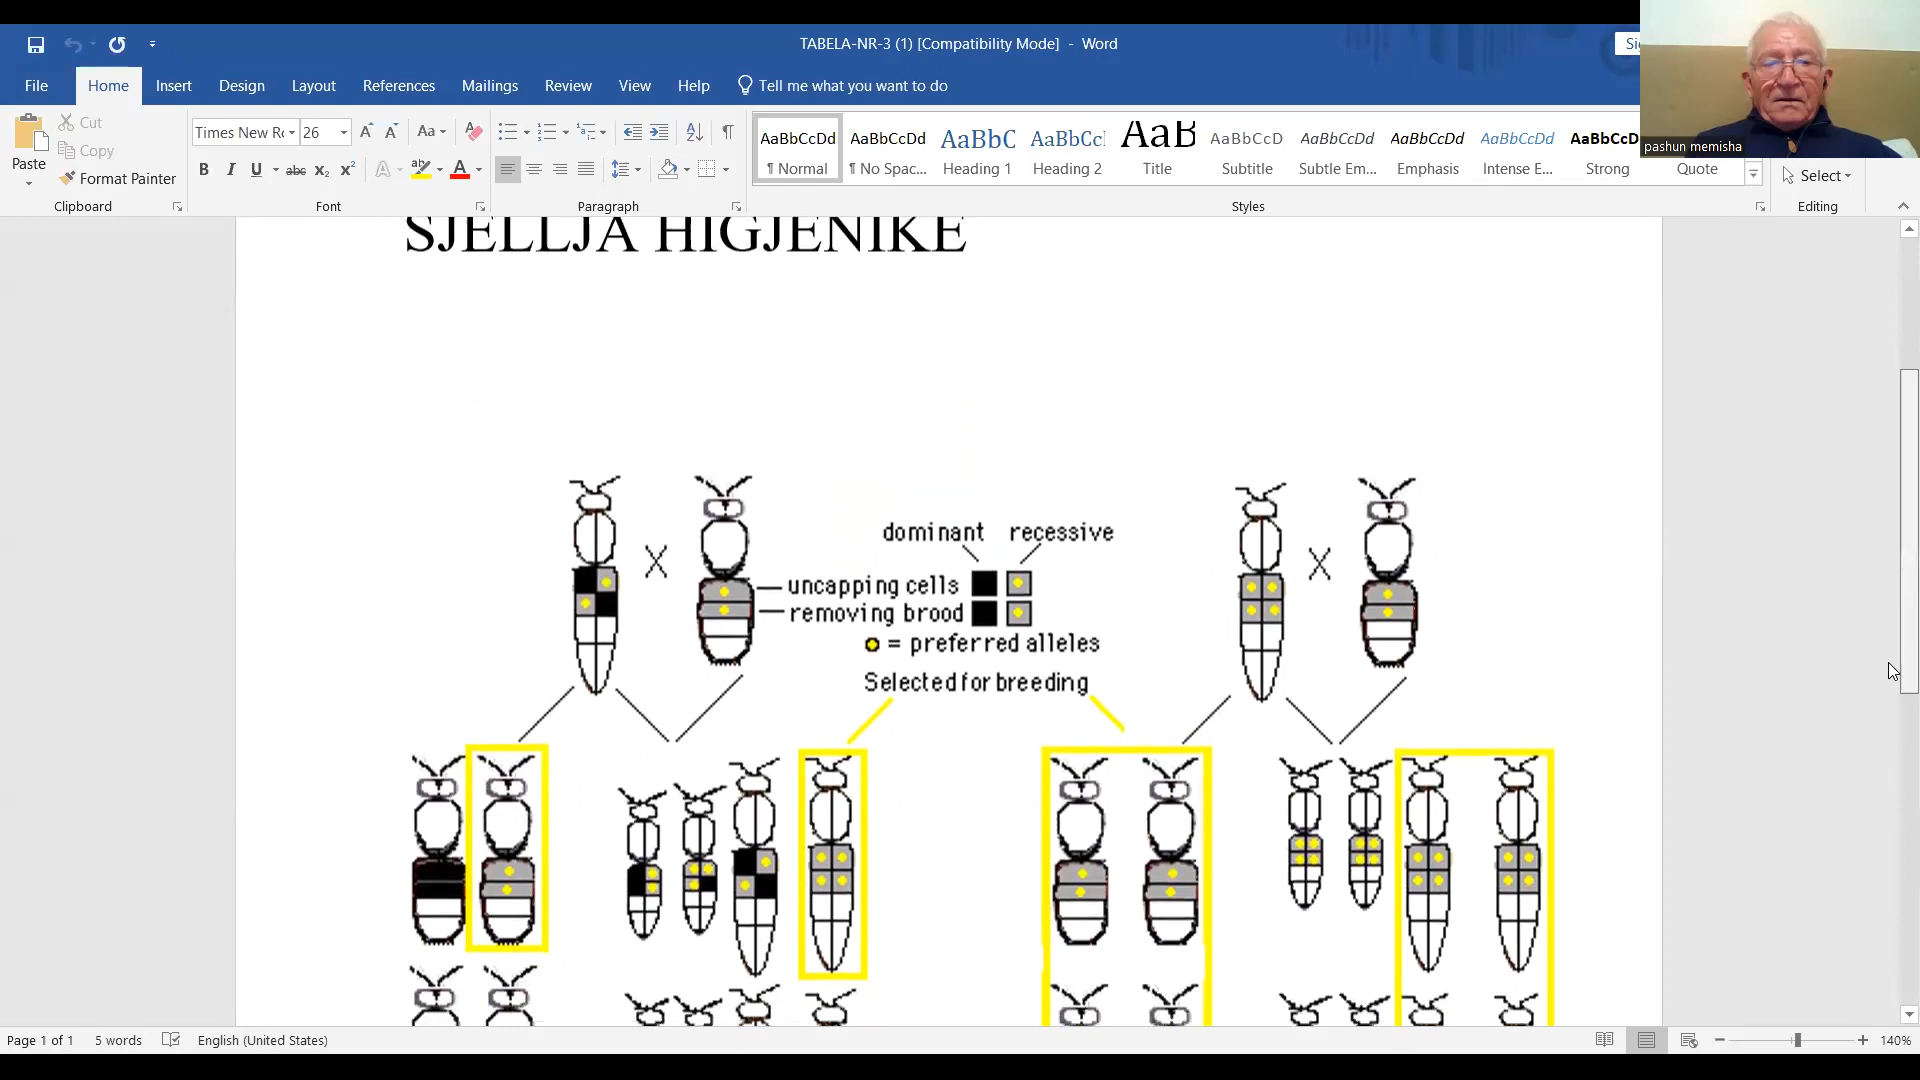 TABELA-NR-3 (1) [Compatibility Mode] - Word
File Home Insert Design Layout References Mailings Review View Help Tell me what you want to do
pashun memisha
Paste
Cut
Copy
Format Painter
Clipboard
Times New R 26
Aa
B I U abc x₂ x²
Font
Paragraph
AaBbCcDd AaBbCcDd AaBbC AaBbCc AaB AaBbCcD AaBbCcDd AaBbCcDd AaBbCcDd AaBbCcD
¶ Normal ¶ No Spac... Heading 1 Heading 2 Title Subtitle Subtle Em... Emphasis Intense E... Strong Quote
Styles
Select
Editing
SJELLJA HIGJENIKE
dominant recessive
X
uncapping cells
removing brood
= preferred alleles
Selected for breeding
X
Page 1 of 1 5 words English (United States) 140%